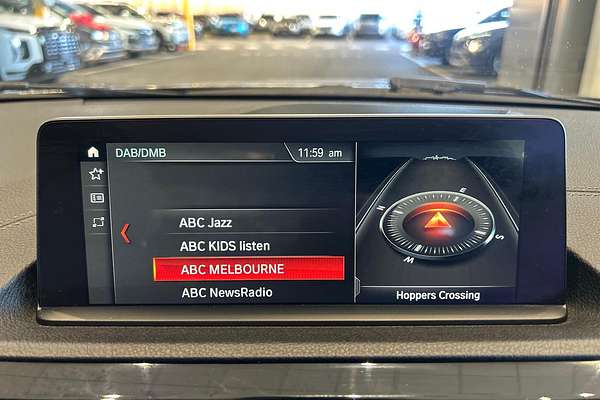 DAB/DMB
11:59 am
ABC Jazz
ABC KIDS listen
ABC MELBOURNE
ABC NewsRadio
N
E
S
W
Hoppers Crossing